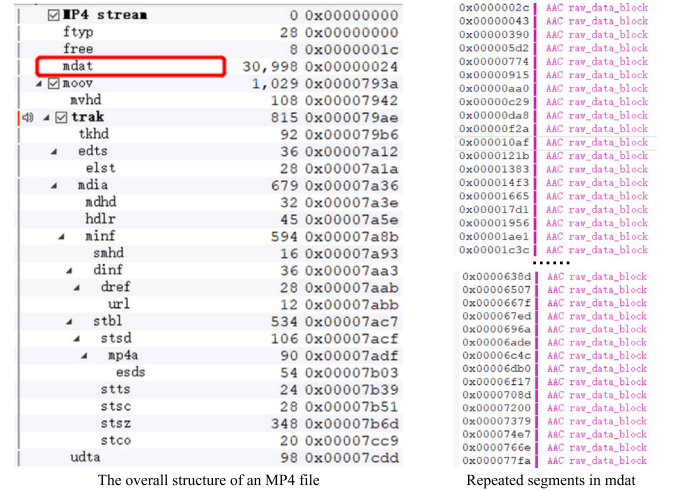 MP4 stream 0 0x00000000
ftyp 28 0x00000000
free 8 0x0000001c
mdat 30,998 0x00000024
moov 1,029 0x0000793a
mvhd 108 0x00007942
trak 815 0x000079ae
tkhd 92 0x000079b6
edts 36 0x00007a12
elst 28 0x00007a1a
mdia 679 0x00007a36
mdhd 32 0x00007a3e
hdlr 45 0x00007a5e
minf 594 0x00007a8b
smhd 16 0x00007a93
dinf 36 0x00007aa3
dref 28 0x00007aab
url 12 0x00007abb
stbl 534 0x00007ac7
stsd 106 0x00007acf
mp4a 90 0x00007adf
esds 54 0x00007b03
stts 24 0x00007b39
stsc 28 0x00007b51
stsz 348 0x00007b6d
stco 20 0x00007cc9
udta 98 0x00007cdd
The overall structure of an MP4 file
0x0000002c AAC raw_data_block
0x00000043 AAC raw_data_block
0x00000390 AAC raw_data_block
0x000005d2 AAC raw_data_block
0x00000774 AAC raw_data_block
0x00000915 AAC raw_data_block
0x00000aa0 AAC raw_data_block
0x00000c29 AAC raw_data_block
0x00000da8 AAC raw_data_block
0x00000f2a AAC raw_data_block
0x000010af AAC raw_data_block
0x0000121b AAC raw_data_block
0x00001383 AAC raw_data_block
0x000014f3 AAC raw_data_block
0x00001665 AAC raw_data_block
0x000017d1 AAC raw_data_block
0x00001956 AAC raw_data_block
0x00001ae1 AAC raw_data_block
0x00001c3c AAC raw_data_block
......
0x0000638d AAC raw_data_block
0x00006507 AAC raw_data_block
0x0000667f AAC raw_data_block
0x000067ed AAC raw_data_block
0x0000696a AAC raw_data_block
0x00006ade AAC raw_data_block
0x00006c4c AAC raw_data_block
0x00006db0 AAC raw_data_block
0x00006f17 AAC raw_data_block
0x0000708d AAC raw_data_block
0x00007200 AAC raw_data_block
0x00007379 AAC raw_data_block
0x000074e7 AAC raw_data_block
0x0000766e AAC raw_data_block
0x000077fa AAC raw_data_block
Repeated segments in mdat